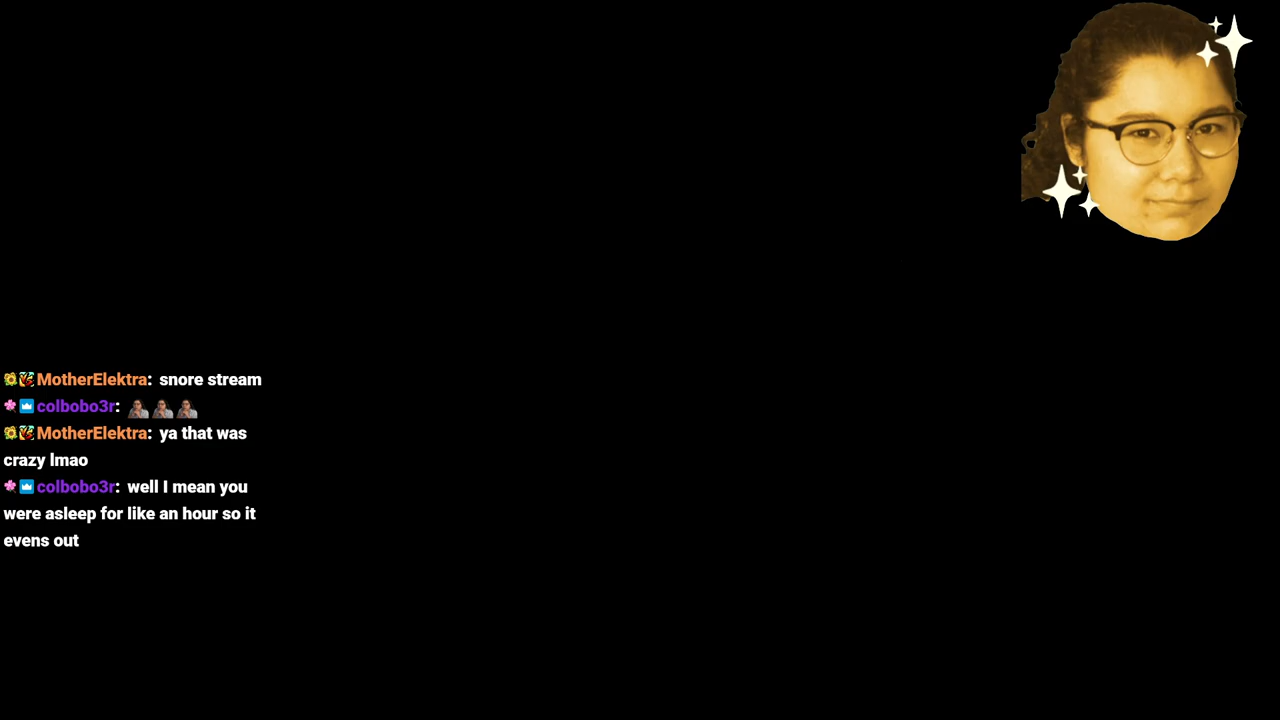 MotherElektra: snore stream
colbobo3r:
MotherElektra: ya that was
crazy lmao
colbobo3r: well I mean you
were asleep for like an hour so it
evens out